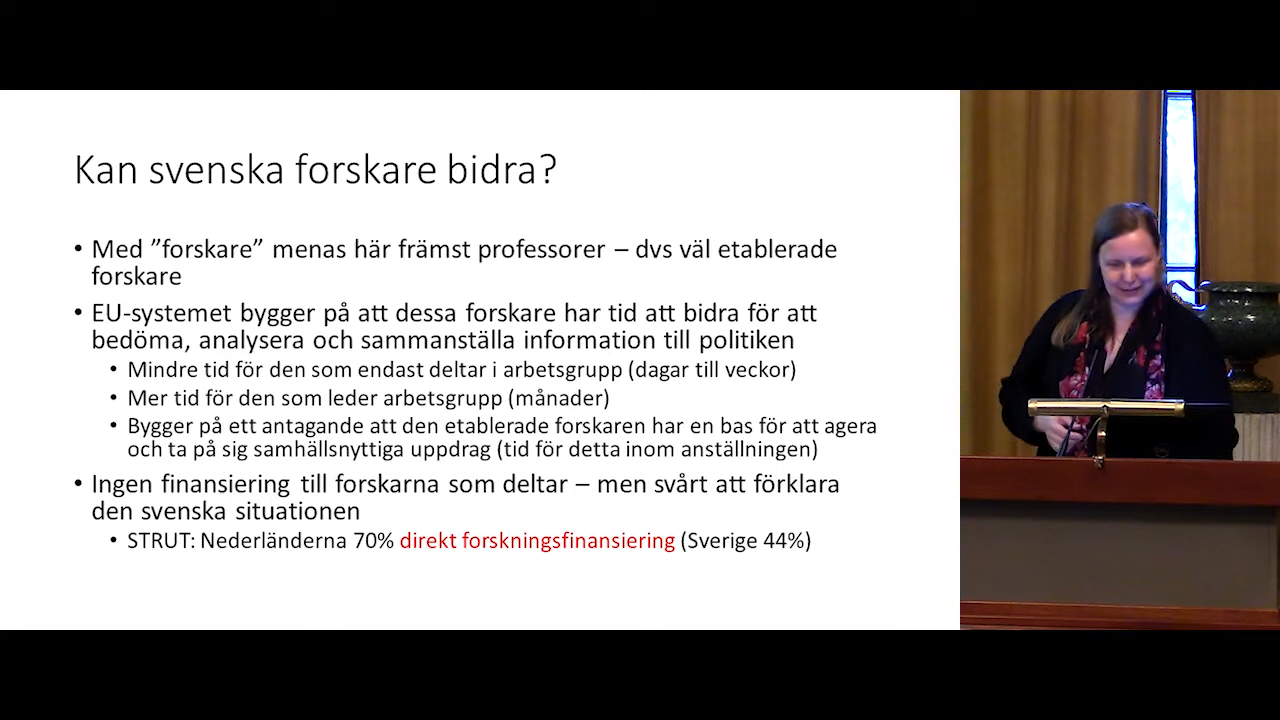 Kan svenska forskare bidra?
• Med ”forskare” menas här främst professorer – dvs väl etablerade
forskare
• EU-systemet bygger på att dessa forskare har tid att bidra för att
bedöma, analysera och sammanställa information till politiken
• Mindre tid för den som endast deltar i arbetsgrupp (dagar till veckor)
• Mer tid för den som leder arbetsgrupp (månader)
• Bygger på ett antagande att den etablerade forskaren har en bas för att agera
och ta på sig samhällsnyttiga uppdrag (tid för detta inom anställningen)
• Ingen finansiering till forskarna som deltar – men svårt att förklara
den svenska situationen
• STRUT: Nederländerna 70% direkt forskningsfinansiering (Sverige 44%)